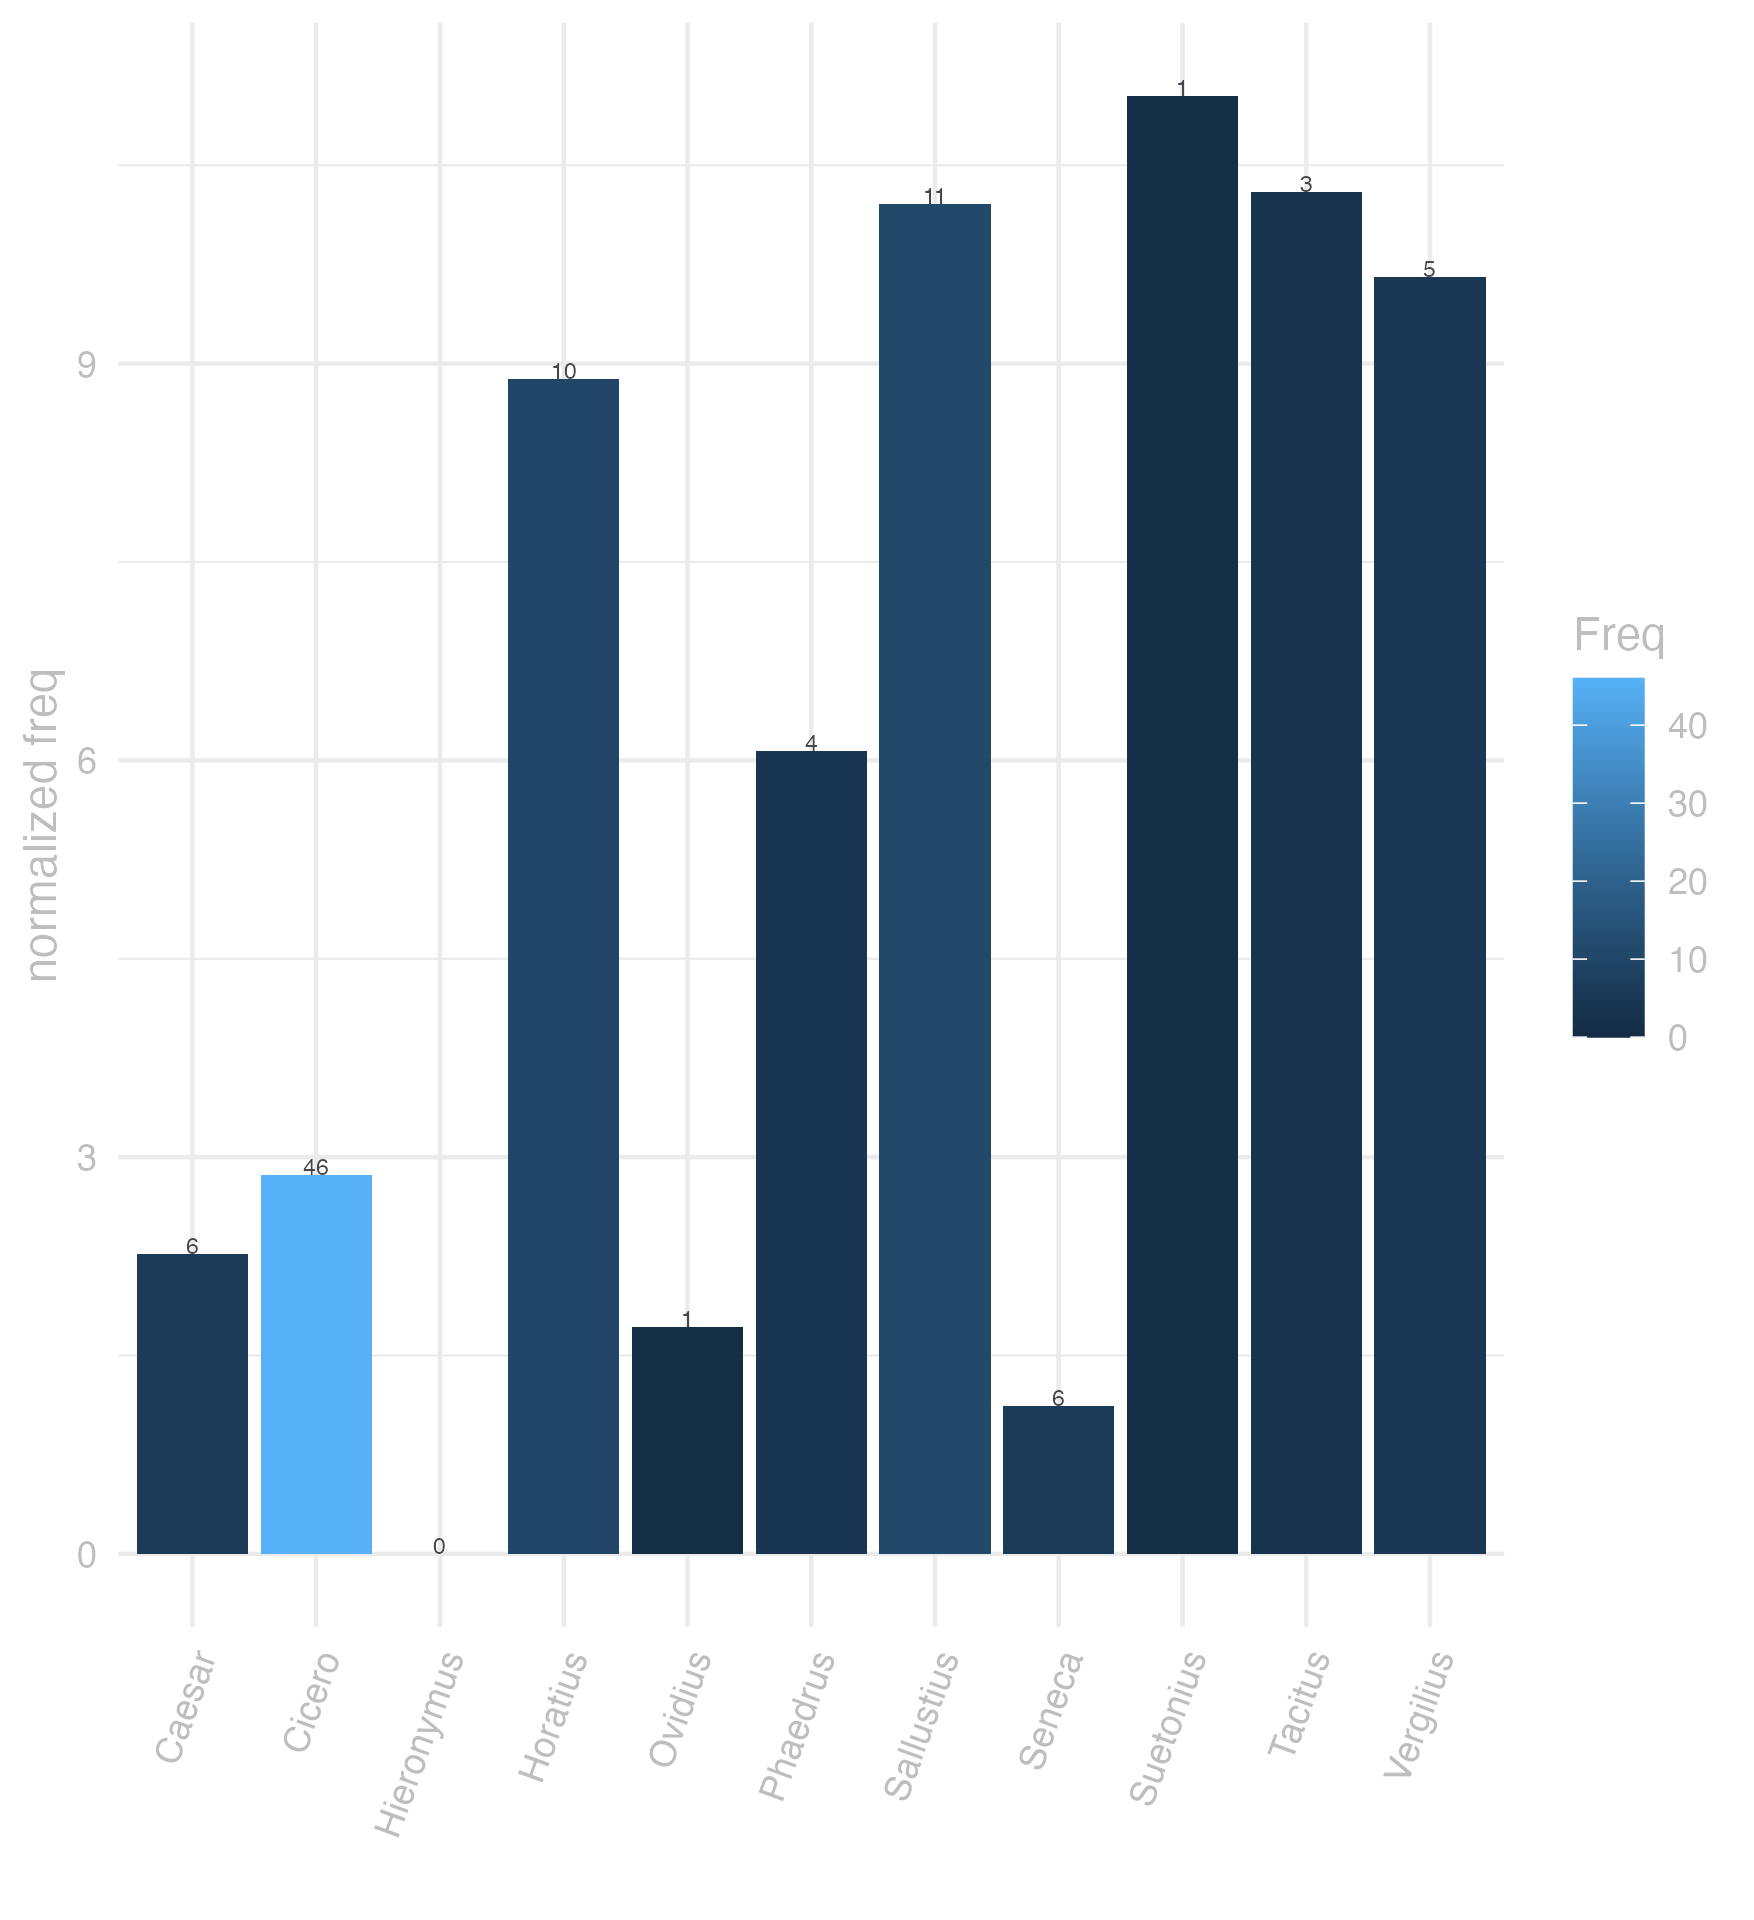 1
3
11
5
9
10
4
6
normalized freq
3
46
6
1
6
0
0
Caesar
Cicero
Hieronymus
Horatius
Ovidius
Phaedrus
Sallustius
Seneca
Suetonius
Tacitus
Vergilius
Freq
40
30
20
10
0